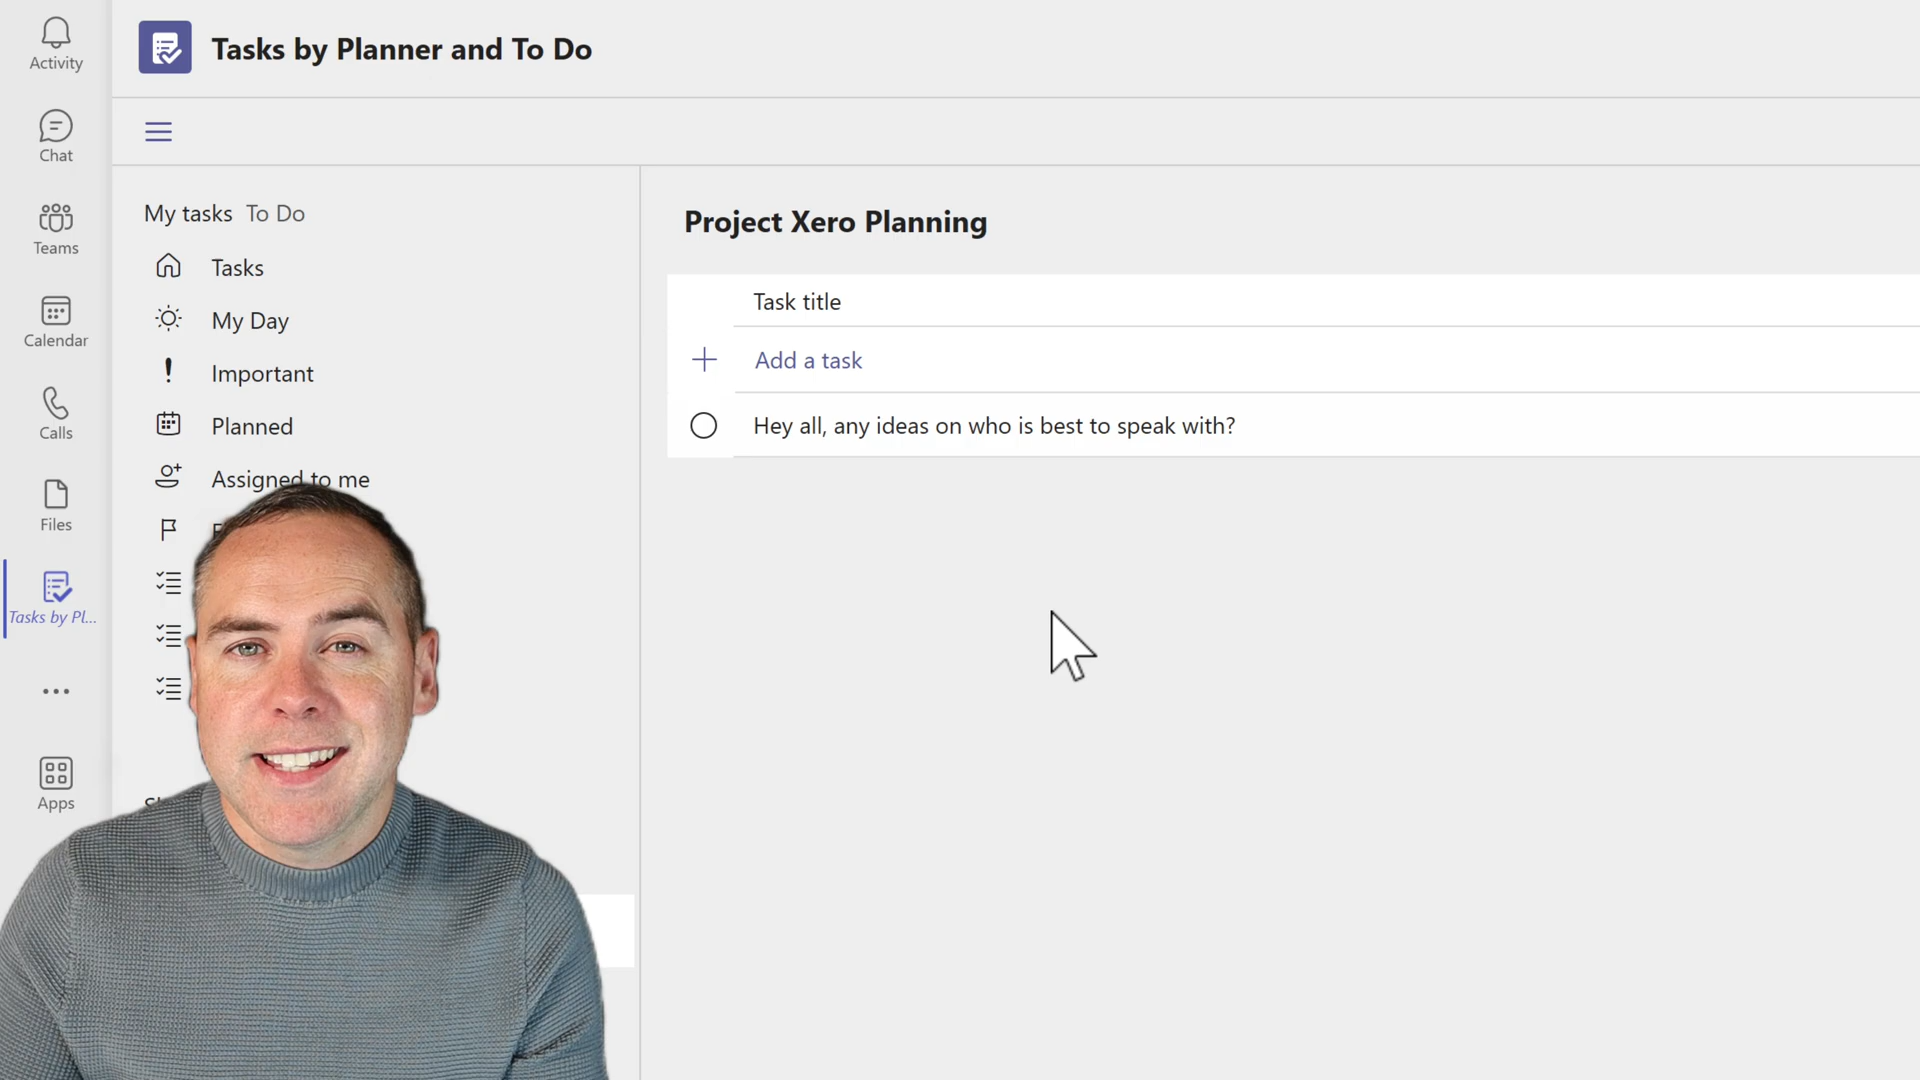 Activity
Chat
Teams
Calendar
Calls
Files
Tasks by Pl...
Apps
Tasks by Planner and To Do
My tasks To Do
Tasks
My Day
Important
Planned
Assigned to me
Project Xero Planning
Task title
Add a task
Hey all, any ideas on who is best to speak with?